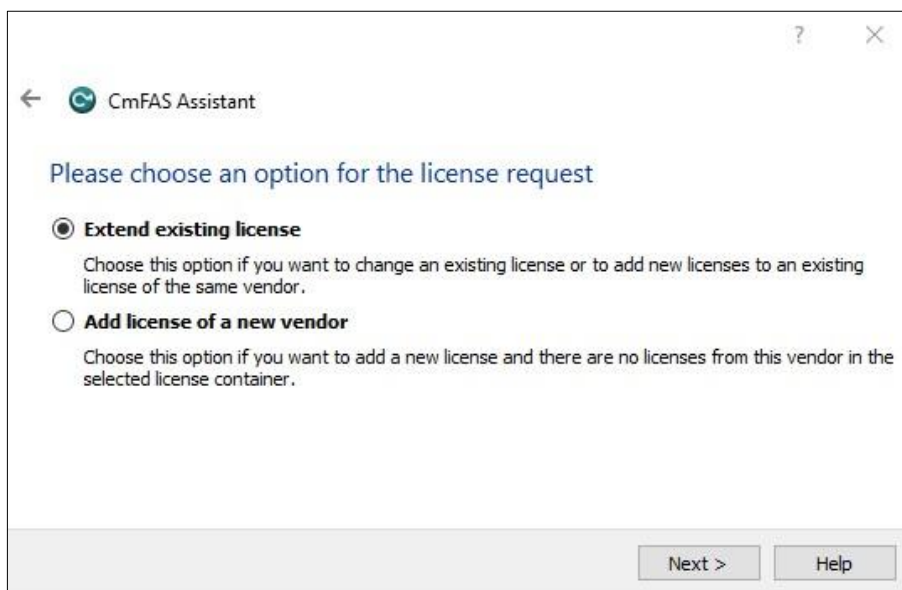 ?
CmFAS Assistant
Please choose an option for the license request
Extend existing license
Choose this option if you want to change an existing license or to add new licenses to an existing
license of the same vendor.
Add license of a new vendor
Choose this option if you want to add a new license and there are no licenses from this vendor in the
selected license container.
Next > Help